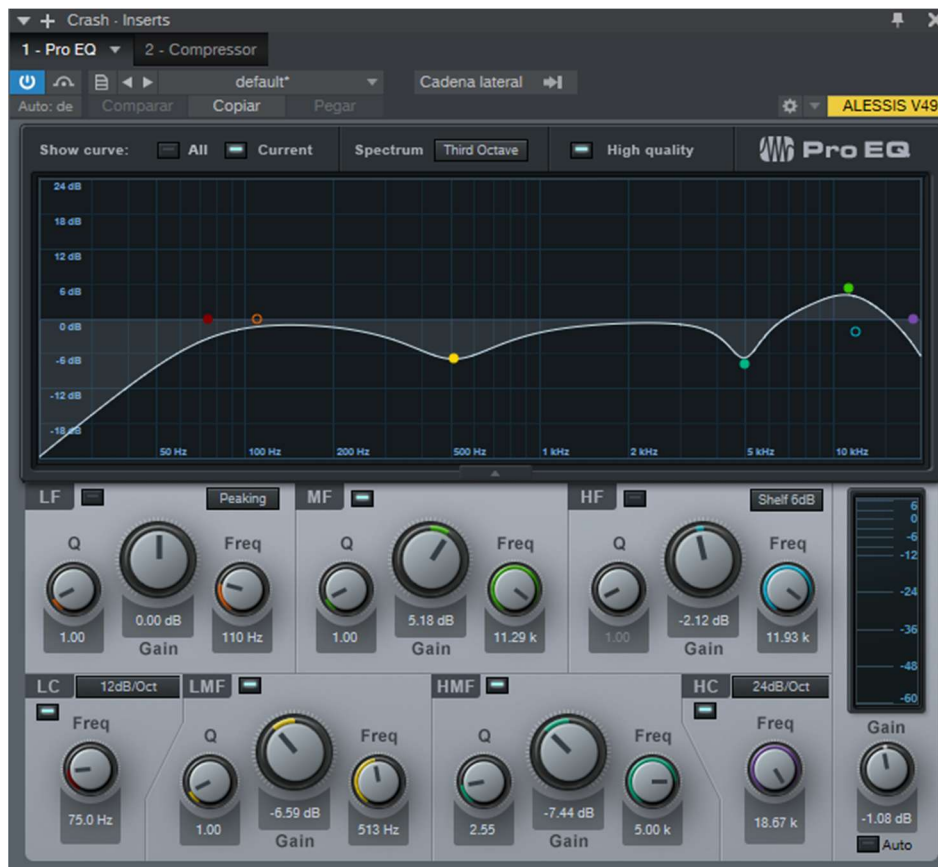 Crash - Inserts
1 - Pro EQ 2 - Compressor
default* Cadena lateral
Auto: de Comparar Copiar Pegar ALESSIS V49
Show curve: All Current Spectrum Third Octave High quality Pro EQ
24 dB
18 dB
12 dB
6 dB
0 dB
-6 dB
-12 dB
-18 dB
50 Hz 100 Hz 200 Hz 500 Hz 1 kHz 2 kHz 5 kHz 10 kHz
LF Peaking MF HF Shelf 6dB
Q Freq Q Freq Q Freq
1.00 0.00 dB 110 Hz 1.00 5.18 dB 11.29 k 1.00 -2.12 dB 11.93 k
Gain Gain Gain
6
0
-6
-12
-24
-36
-48
-60
LC 12dB/Oct LMF HMF HC 24dB/Oct
Freq Q Freq Q Freq Freq Gain
75.0 Hz 1.00 -6.59 dB 513 Hz 2.55 -7.44 dB 5.00 k 18.67 k -1.08 dB
Gain Gain Auto